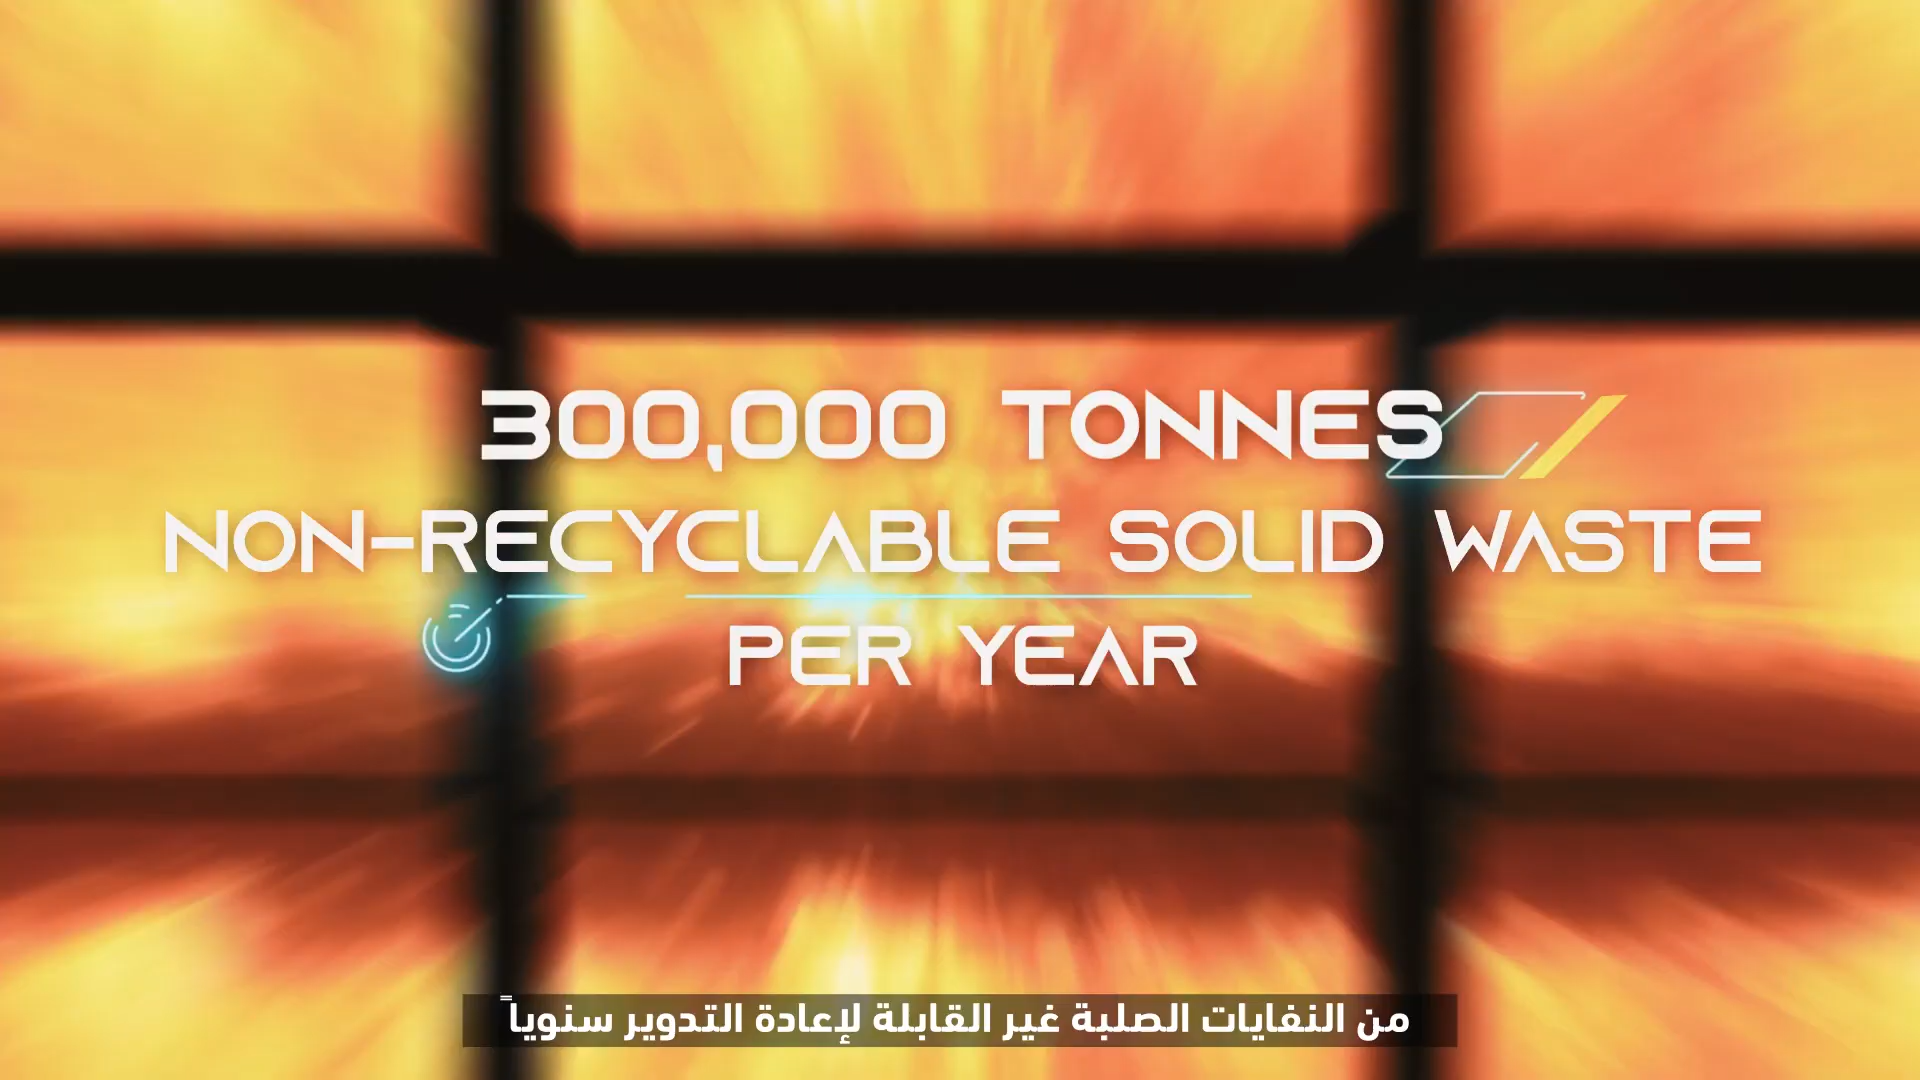 300,000 TONNES
NON-RECYCLABLE SOLID WASTE
PER YEAR
من النفايات الصلبة غير القابلة لإعادة التدوير سنوياً